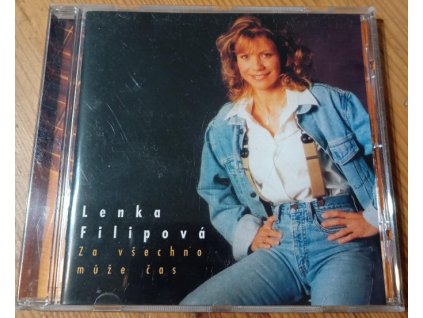 Lenka
Filipová
Za všechno
může čas